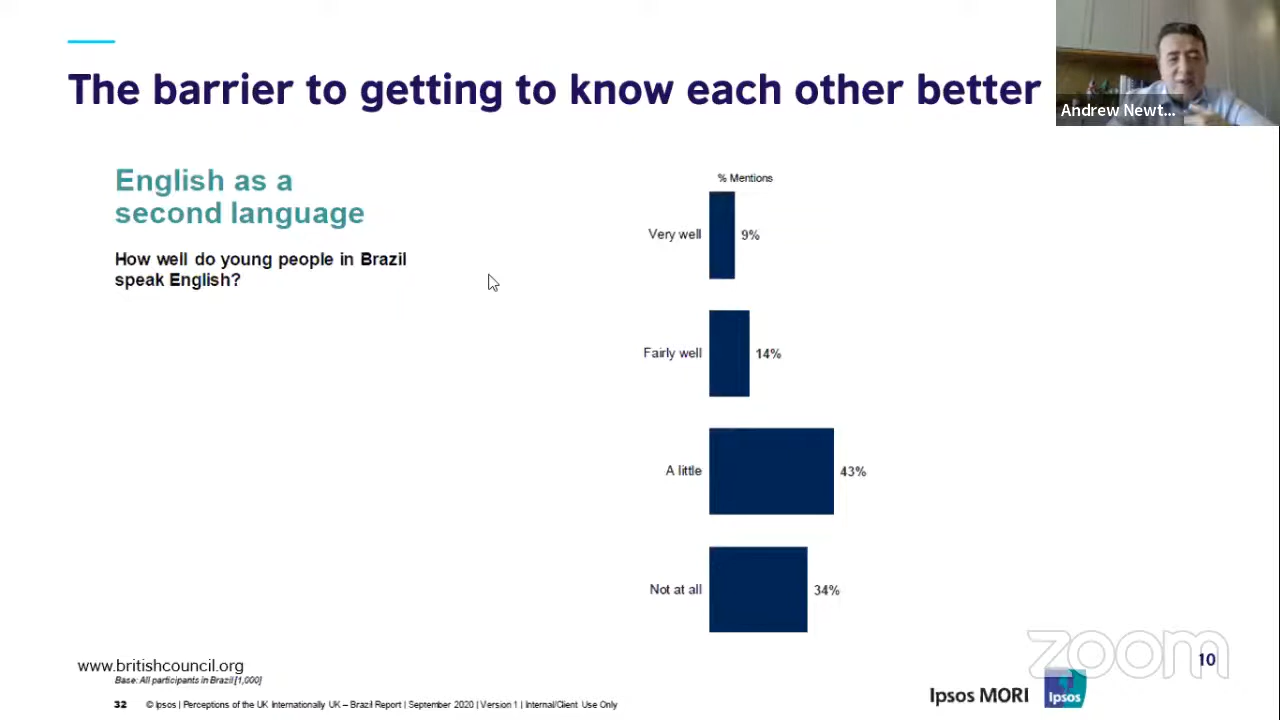 The barrier to getting to know each other better
Andrew Newt...
English as a
second language
How well do young people in Brazil
speak English?
% Mentions
Very well
9%
Fairly well
14%
A little
43%
Not at all
34%
www.britishcouncil.org
Base: All participants in Brazil [1,000]
32 © Ipsos | Perceptions of the UK Internationally UK – Brazil Report | September 2020 | Version 1 | Internal/Client Use Only
zoom
10
Ipsos MORI
Ipsos